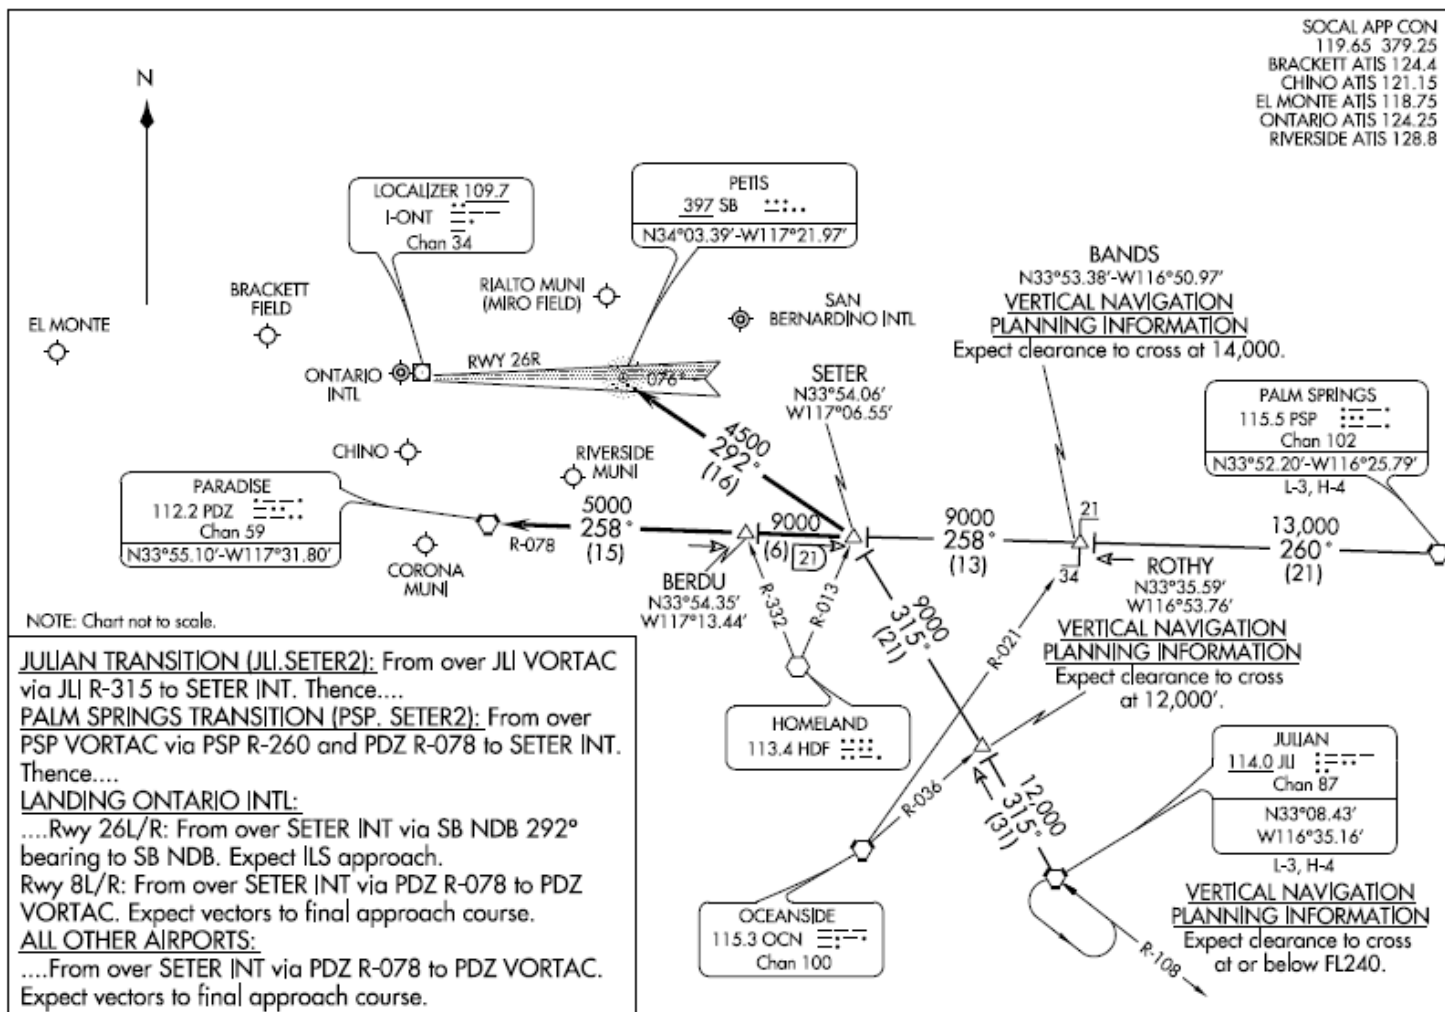 SOCAL APP CON
119.65 379.25
BRACKETT ATIS 124.4
CHINO ATIS 121.15
EL MONTE ATIS 118.75
ONTARIO ATIS 124.25
RIVERSIDE ATIS 128.8
N
LOCALIZER 109.7
I-ONT
Chan 34
PETIS
397 SB
N34°03.39'-W117°21.97'
BANDS
N33°53.38'-W116°50.97'
VERTICAL NAVIGATION
PLANNING INFORMATION
Expect clearance to cross at 14,000.
EL MONTE
BRACKETT
FIELD
RIALTO MUNI
(MIRO FIELD)
SAN
BERNARDINO INTL
ONTARIO
INTL
RWY 26R
076°
SETER
N33°54.06'
W117°06.55'
PALM SPRINGS
115.5 PSP
Chan 102
N33°52.20'-W116°25.79'
L-3, H-4
4500
292°
(16)
CHINO
RIVERSIDE
MUNI
PARADISE
112.2 PDZ
Chan 59
N33°55.10'-W117°31.80'
R-078
5000
258°
(15)
9000
(6)
21
9000
258°
(13)
21
34
13,000
260°
(21)
CORONA
MUNI
BERDU
N33°54.35'
W117°13.44'
R-332
R-013
9000
315°
(21)
R-021
ROTHY
N33°35.59'
W116°53.76'
VERTICAL NAVIGATION
PLANNING INFORMATION
Expect clearance to cross
at 12,000'.
NOTE: Chart not to scale.
HOMELAND
113.4 HDF
R-036
12,000
315°
(31)
JULIAN
114.0 JLI
Chan 87
N33°08.43'
W116°35.16'
L-3, H-4
VERTICAL NAVIGATION
PLANNING INFORMATION
Expect clearance to cross
at or below FL240.
R-108
OCEANSIDE
115.3 OCN
Chan 100
JULIAN TRANSITION (JLI.SETER2): From over JLI VORTAC
via JLI R-315 to SETER INT. Thence....
PALM SPRINGS TRANSITION (PSP. SETER2): From over
PSP VORTAC via PSP R-260 and PDZ R-078 to SETER INT.
Thence....
LANDING ONTARIO INTL:
....Rwy 26L/R: From over SETER INT via SB NDB 292°
bearing to SB NDB. Expect ILS approach.
Rwy 8L/R: From over SETER INT via PDZ R-078 to PDZ
VORTAC. Expect vectors to final approach course.
ALL OTHER AIRPORTS:
....From over SETER INT via PDZ R-078 to PDZ VORTAC.
Expect vectors to final approach course.